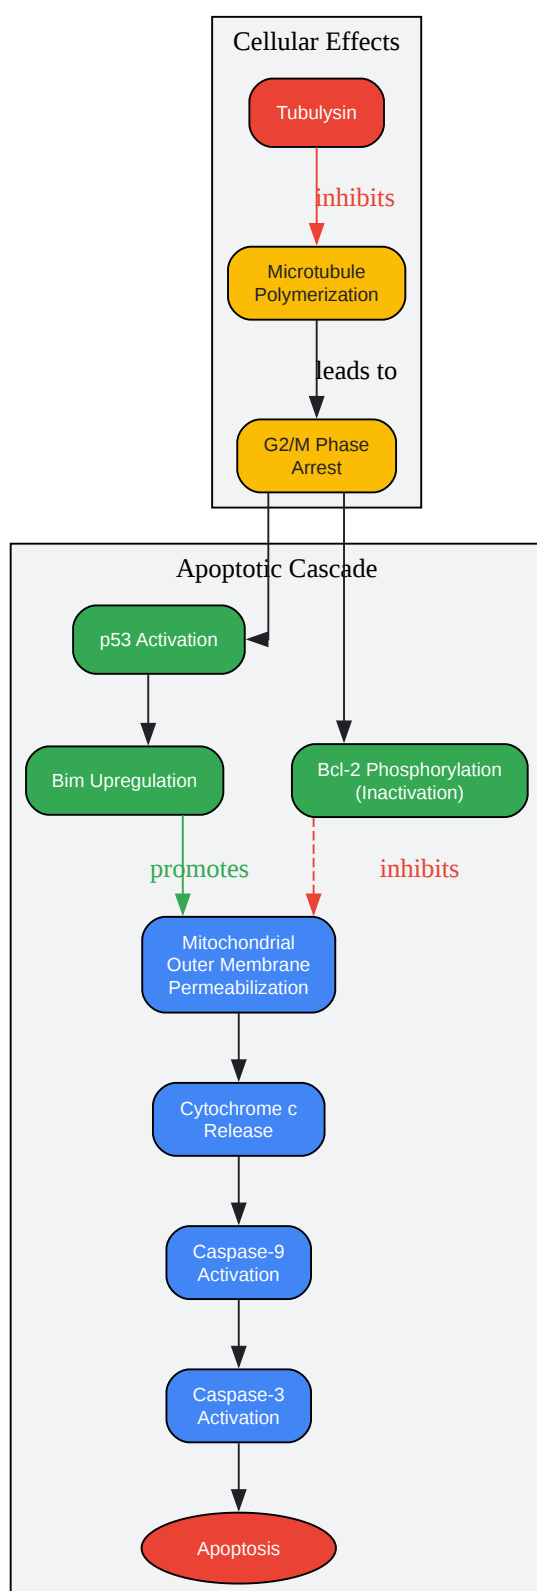 Cellular Effects
Tubulysin
inhibits
Microtubule
Polymerization
leads to
G2/M Phase
Arrest
Apoptotic Cascade
p53 Activation
Bim Upregulation
Bcl-2 Phosphorylation
(Inactivation)
promotes
inhibits
Mitochondrial
Outer Membrane
Permeabilization
Cytochrome c
Release
Caspase-9
Activation
Caspase-3
Activation
Apoptosis